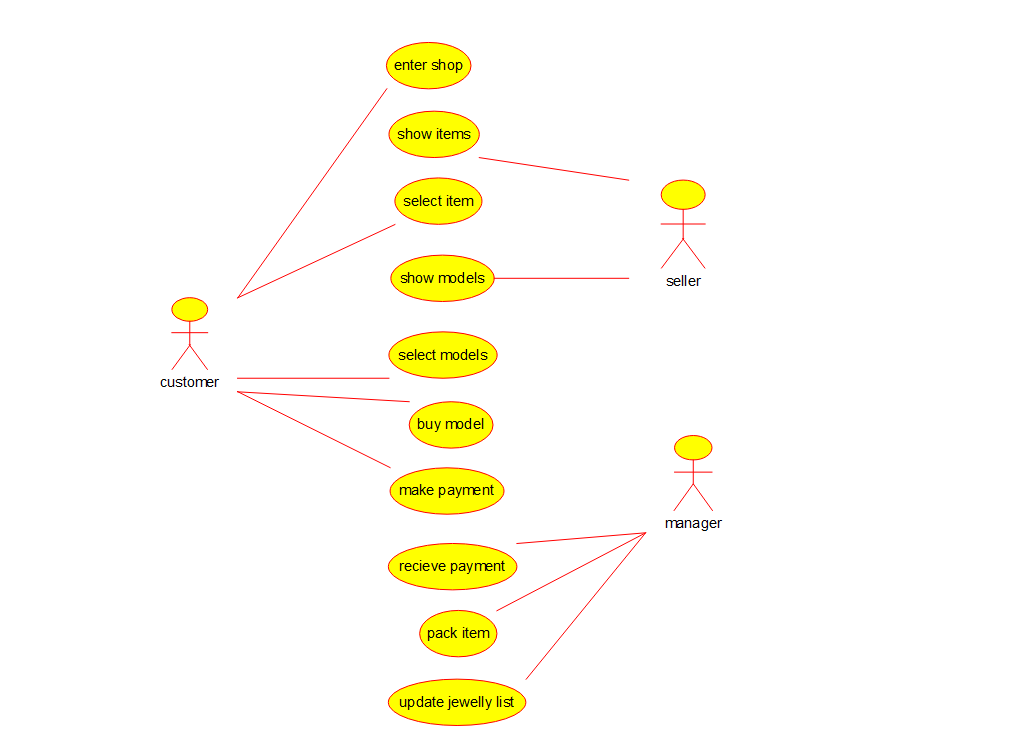 enter shop
show items
select item
show models
seller
select models
customer
buy model
make payment
manager
recieve payment
pack item
update jewelly list